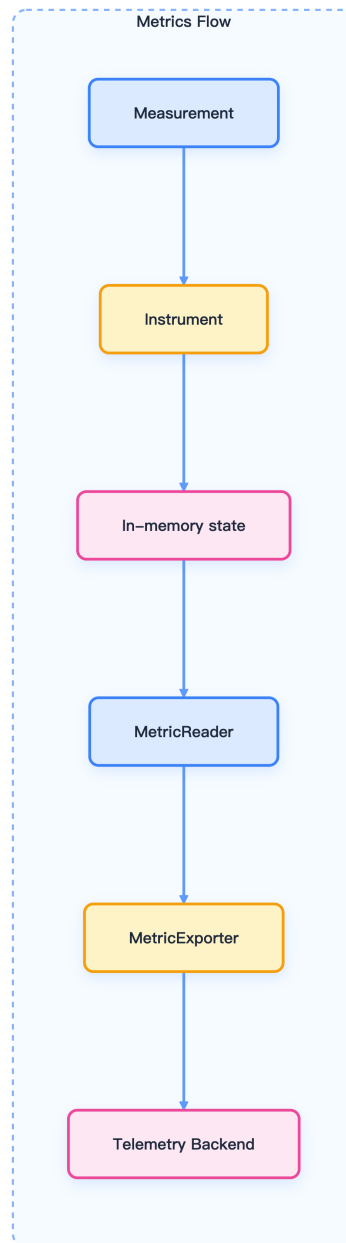 Metrics Flow
Measurement
Instrument
In-memory state
MetricReader
MetricExporter
Telemetry Backend